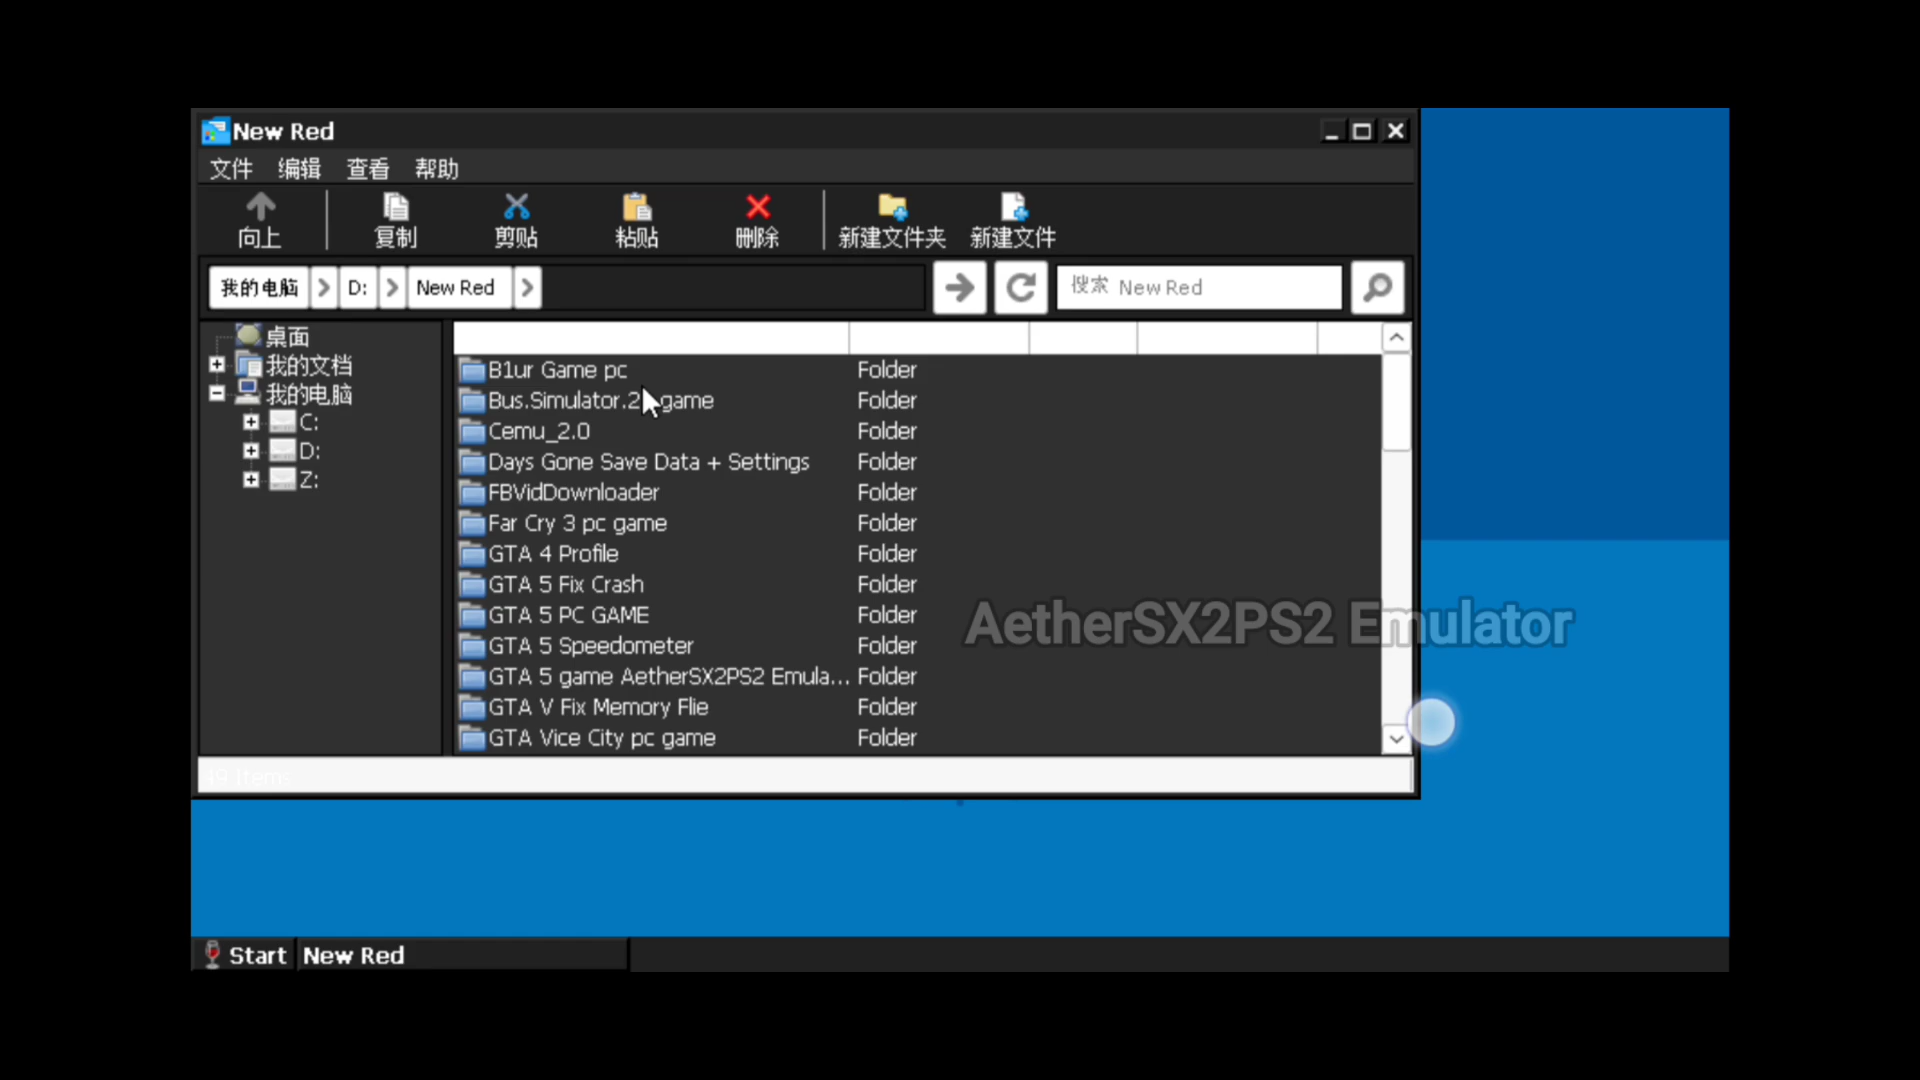 New Red
文件 编辑 查看 帮助
向上 复制 剪贴 粘贴 删除 新建文件夹 新建文件
我的电脑 D: New Red 搜索 New Red
桌面
我的文档
我的电脑
C:
D:
Z:
B1ur Game pc Folder
Bus.Simulator.2 game Folder
Cemu_2.0 Folder
Days Gone Save Data + Settings Folder
FBVidDownloader Folder
Far Cry 3 pc game Folder
GTA 4 Profile Folder
GTA 5 Fix Crash Folder
GTA 5 PC GAME Folder
GTA 5 Speedometer Folder
GTA 5 game AetherSX2PS2 Emula... Folder
GTA V Fix Memory Flie Folder
GTA Vice City pc game Folder
AetherSX2PS2 Emulator
49 Items
Start New Red